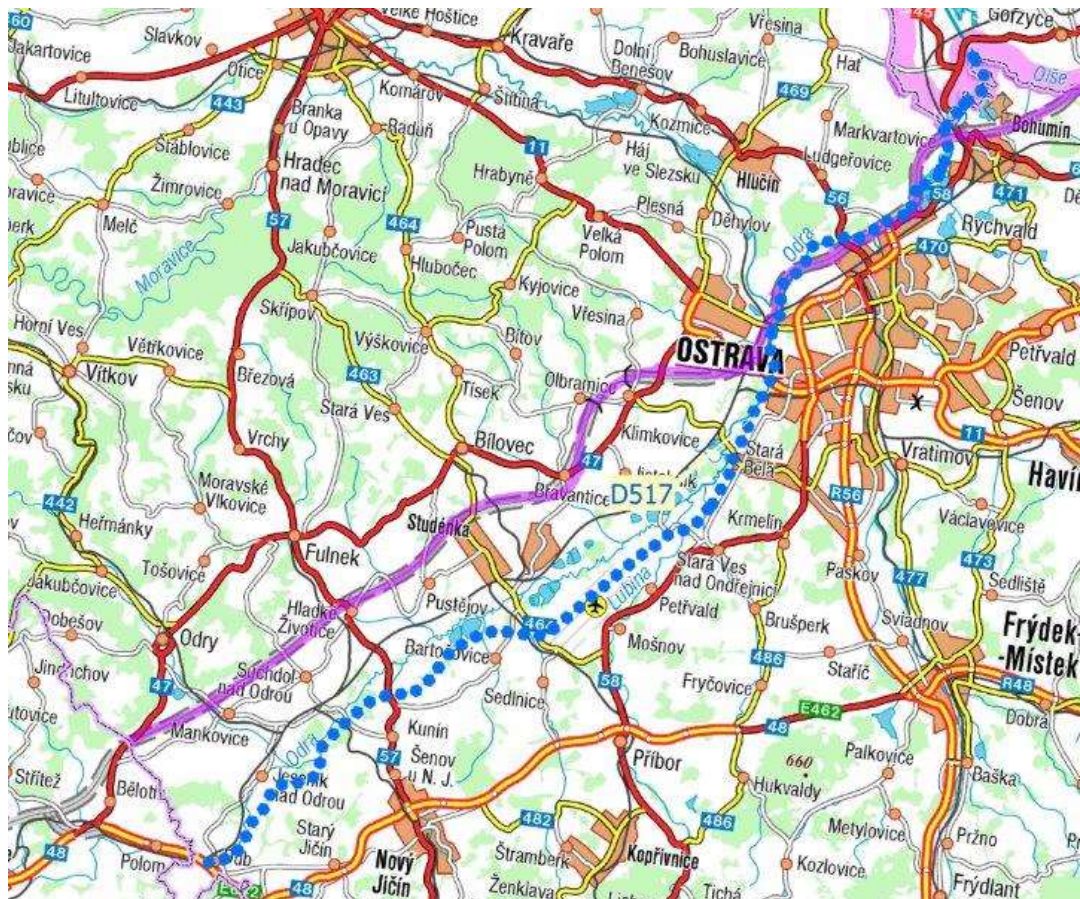 Velké Hoštice
Slavkov
Kravaře
Vřesina
Gorzyce
Jakartovice
Otice
Dolní
Benešov
Bohuslavice
Hať
Olše
Litultovice
443
Komárov
Štítina
469
Branka
u Opavy
Raduň
Kozmice
Markvartovice
Bohumín
Stáblovice
11
Háj
ve Slezsku
Ludgeřovice
Hradec
nad Moravicí
Hrabyně
Hlučín
Žimrovice
56
58
471
Melč
57
464
Plesná
Děhylov
Rychvald
Jakubčovice
Pustá
Polom
Velká
Polom
Odra
470
Moravice
Hlubočec
Kyjovice
Skřipov
Vřesina
Horní Ves
Větřkovice
Výškovice
Bítov
OSTRAVA
Petřvald
Vítkov
Březová
463
Tísek
Olbramice
Šenov
Stará Ves
Klimkovice
Vrchy
Bílovec
Stará
Bělá
Vratimov
11
47
Moravské
Vlkovice
Bravantice
D517
R56
442
Studénka
Krmelín
Václavovice
Heřmánky
Fulnek
Stará Ves
nad Ondřejnicí
473
Tošovice
Paskov
477
Jakubčovice
Lubina
Sedliště
Hladké
Životice
Pustějov
Petřvald
Dobešov
464
Brušperk
Sviadnov
Frýdek-
-Místek
Odry
Bartošovice
Mošnov
Suchdol
nad Odrou
486
Staříč
47
Sedlnice
58
Fryčovice
R48
E462
Dobrá
Mankovice
Kunín
48
Odra
57
Šenov
u N. J.
Příbor
660
Palkovice
Střítež
Jeseník
nad Odrou
Hukvaldy
Baška
Starý
Jičín
482
486
Metylovice
Pržno
48
Polom
Nový
Jičín
Štramberk
Kopřivnice
Kozlovice
48
Ženklava
Tichá
Frýdlant